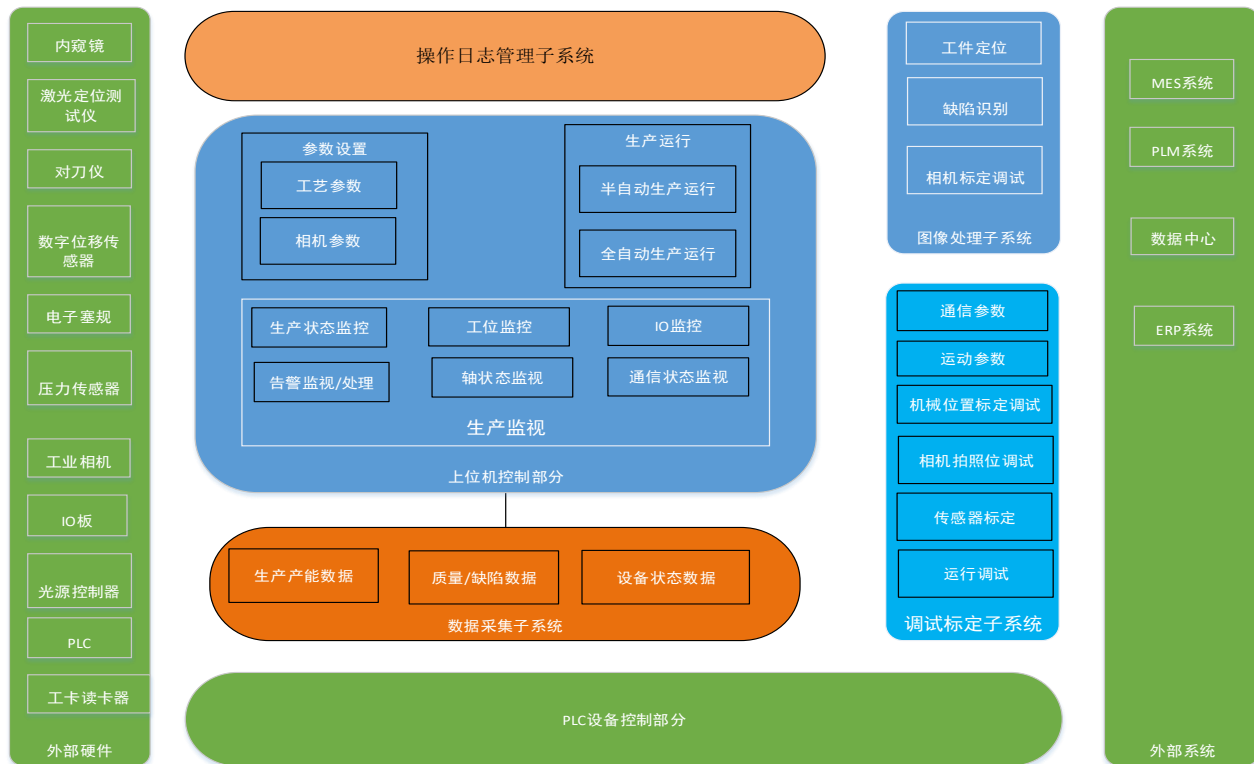 内窥镜
激光定位测
试仪
对刀仪
数字位移传
感器
电子塞规
压力传感器
工业相机
IO板
光源控制器
PLC
工卡读卡器
外部硬件
操作日志管理子系统
参数设置
工艺参数
相机参数
生产运行
半自动生产运行
全自动生产运行
生产状态监控
工位监控
IO监控
告警监视/处理
轴状态监视
通信状态监视
生产监视
上位机控制部分
生产产能数据
质量/缺陷数据
设备状态数据
数据采集子系统
PLC设备控制部分
工件定位
缺陷识别
相机标定调试
图像处理子系统
通信参数
运动参数
机械位置标定调试
相机拍照位调试
传感器标定
运行调试
调试标定子系统
MES系统
PLM系统
数据中心
ERP系统
外部系统